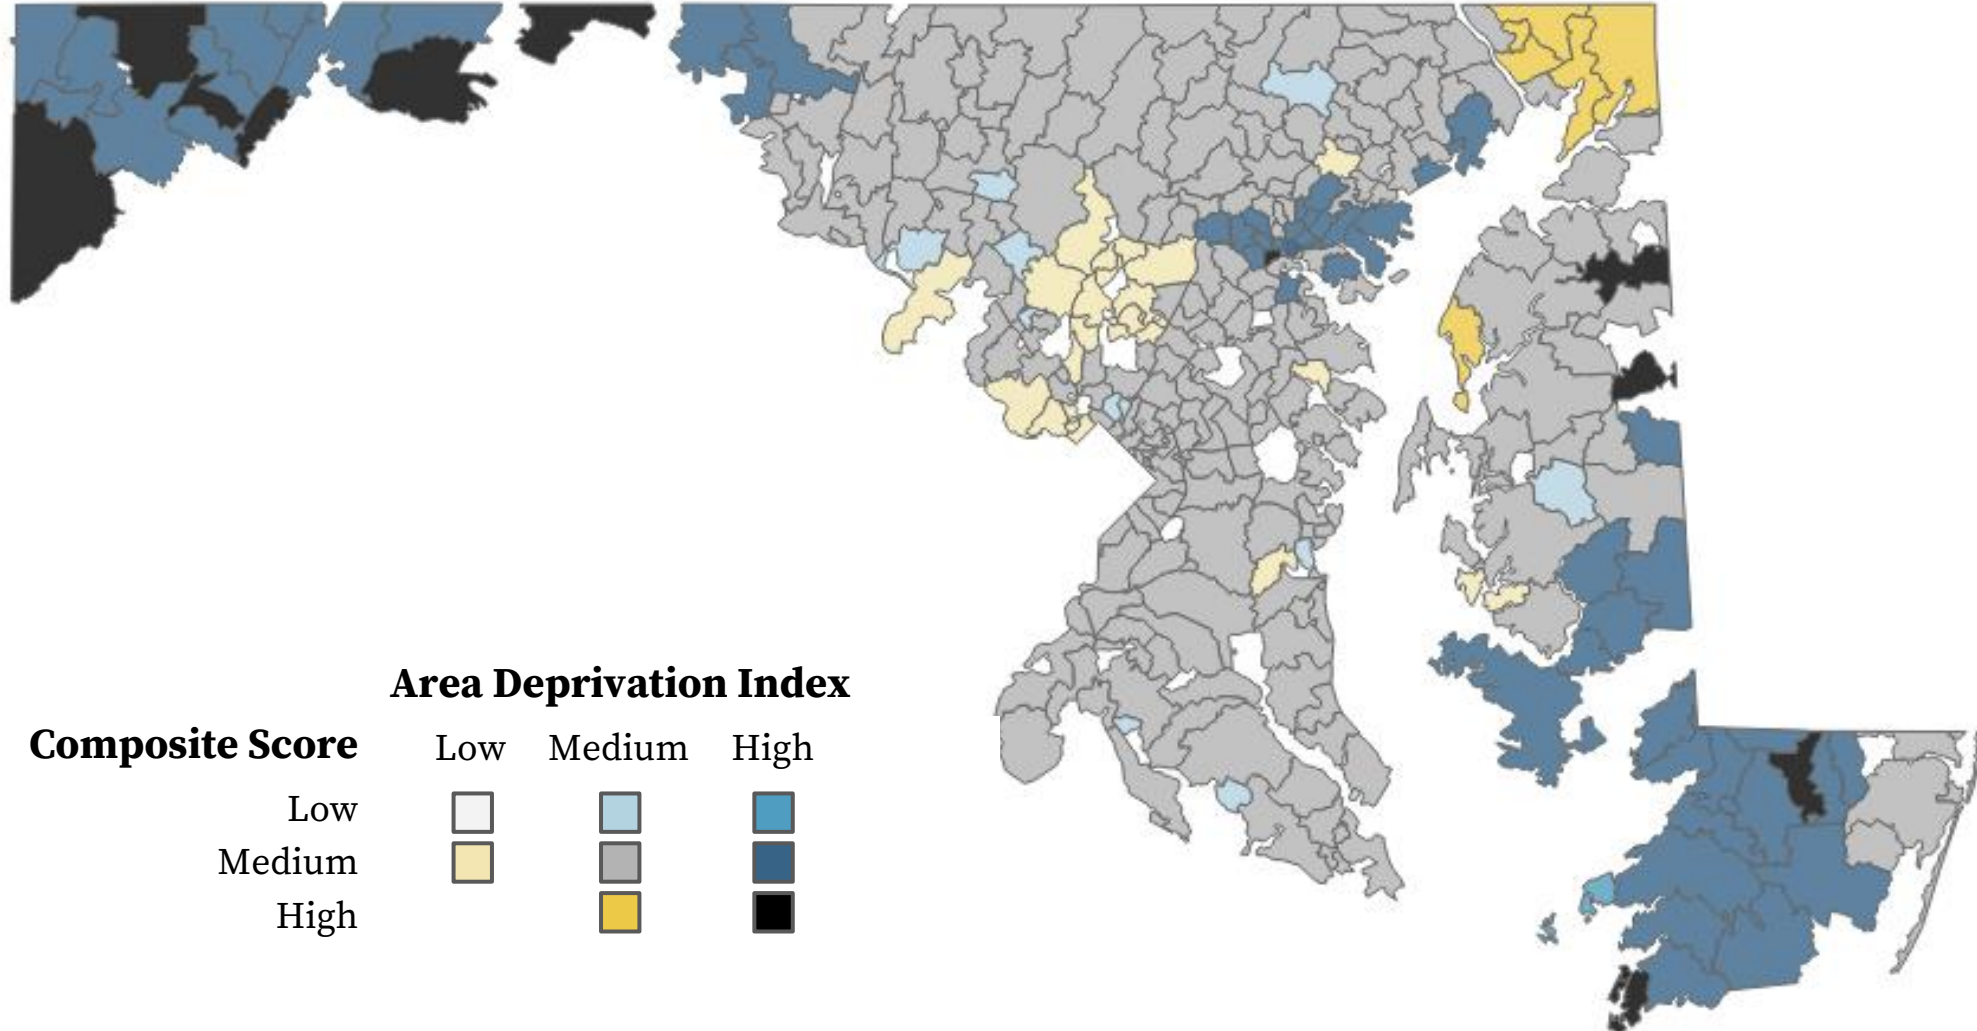 Area Deprivation Index
Composite Score Low Medium High
Low
Medium
High